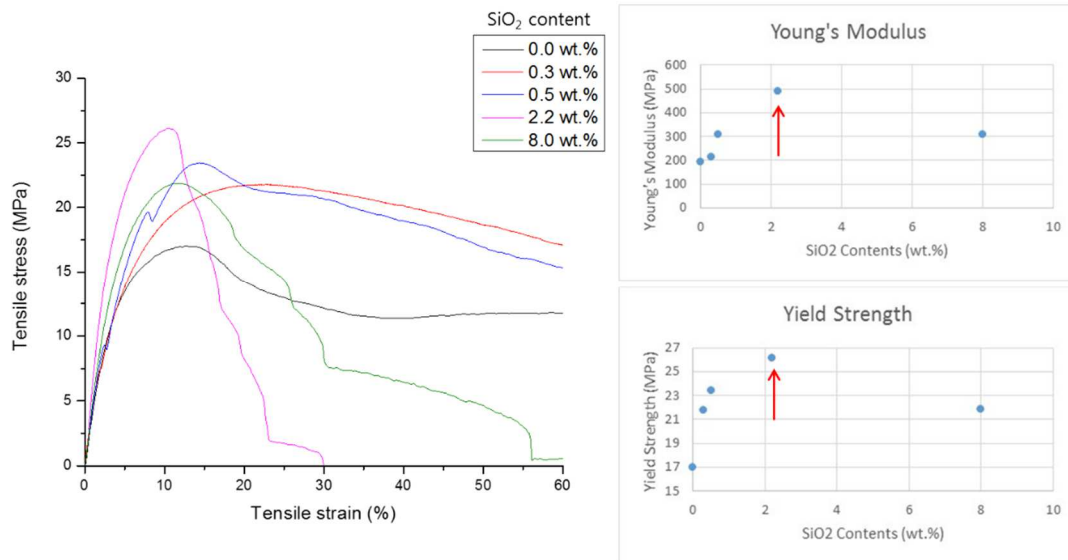 SiO₂ content
0.0 wt.%
0.3 wt.%
0.5 wt.%
2.2 wt.%
8.0 wt.%
30
25
20
15
10
5
0
Tensile stress (MPa)
0 10 20 30 40 50 60
Tensile strain (%)
Young's Modulus
600
500
400
300
200
100
0
Young's Modulus (MPa)
0 2 4 6 8 10
SiO2 Contents (wt.%)
Yield Strength
27
25
23
21
19
17
15
Yield Strength (MPa)
0 2 4 6 8 10
SiO2 Contents (wt.%)